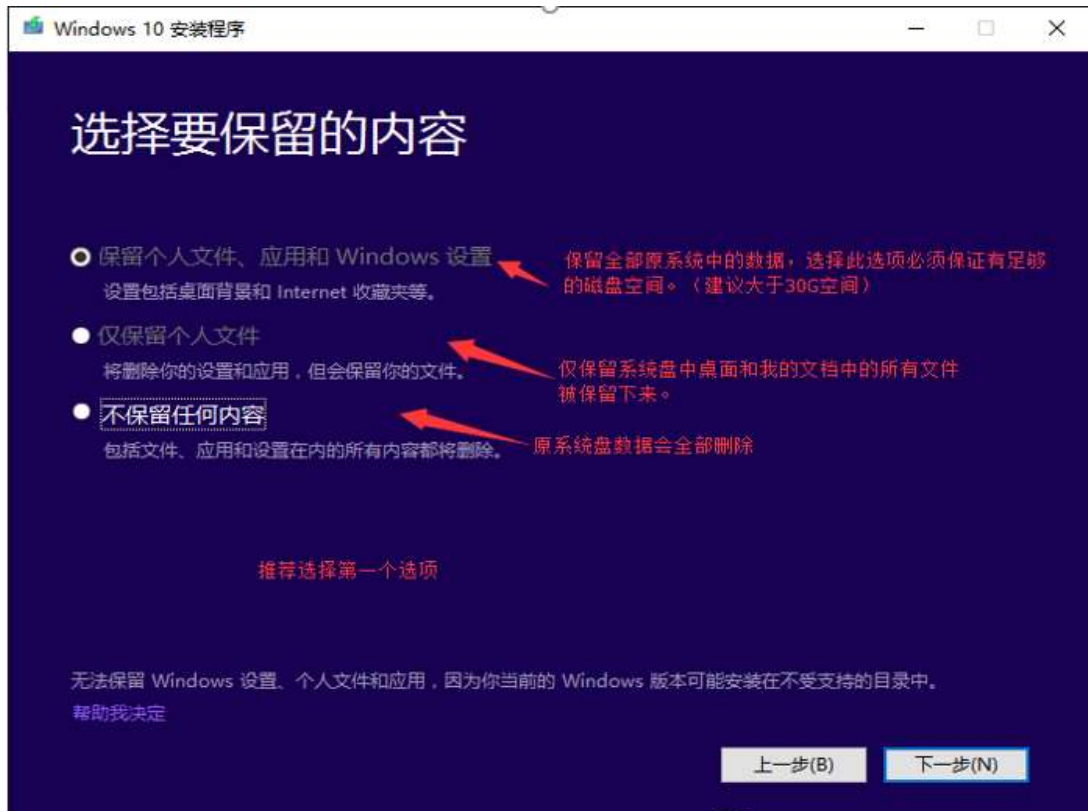 Windows 10 安装程序
选择要保留的内容
保留个人文件、应用和 Windows 设置
设置包括桌面背景和 Internet 收藏夹等。
保留全部原系统中的数据，选择此选项必须保证有足够
的磁盘空间。（建议大于30G空间）
仅保留个人文件
将删除你的设置和应用，但会保留你的文件。
仅保留系统盘中桌面和我的文档中的所有文件
被保留下来。
不保留任何内容
包括文件、应用和设置在内的所有内容都将删除。
原系统盘数据会全部删除
推荐选择第一个选项
无法保留 Windows 设置、个人文件和应用，因为你当前的 Windows 版本可能安装在不受支持的目录中。
帮助我决定
上一步(B)
下一步(N)